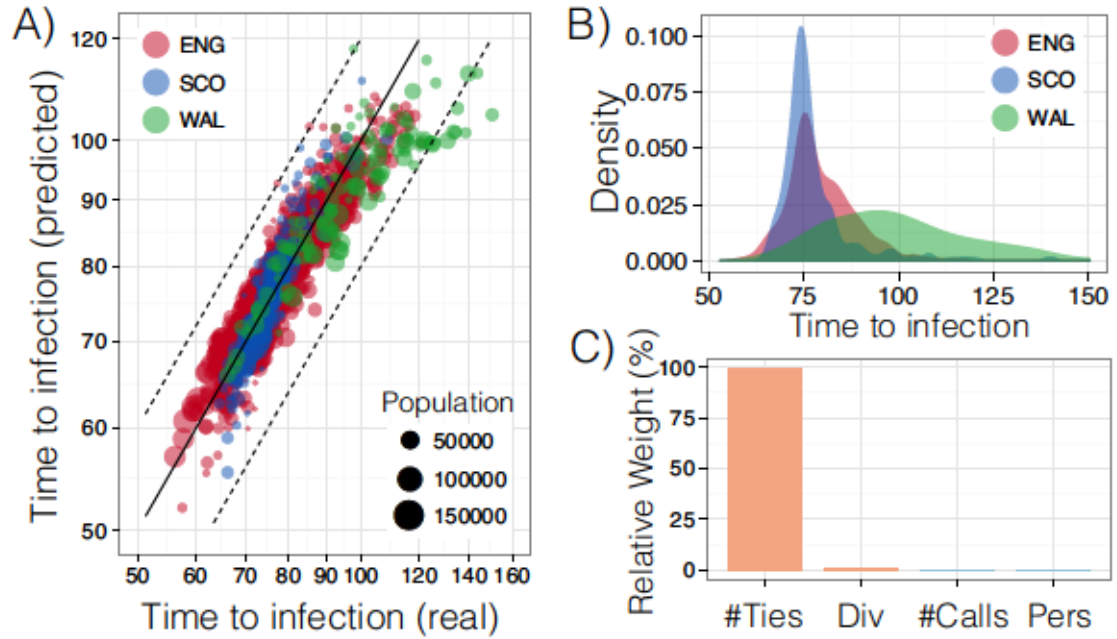 A)
Time to infection (predicted)
120
100
90
80
70
60
50
ENG
SCO
WAL
Population
50000
100000
150000
50 60 70 80 90 100 120 140 160
Time to infection (real)
B)
Density
0.100
0.075
0.050
0.025
0.000
ENG
SCO
WAL
50 75 100 125 150
Time to infection
C)
Relative Weight (%)
100
75
50
25
0
#Ties Div #Calls Pers